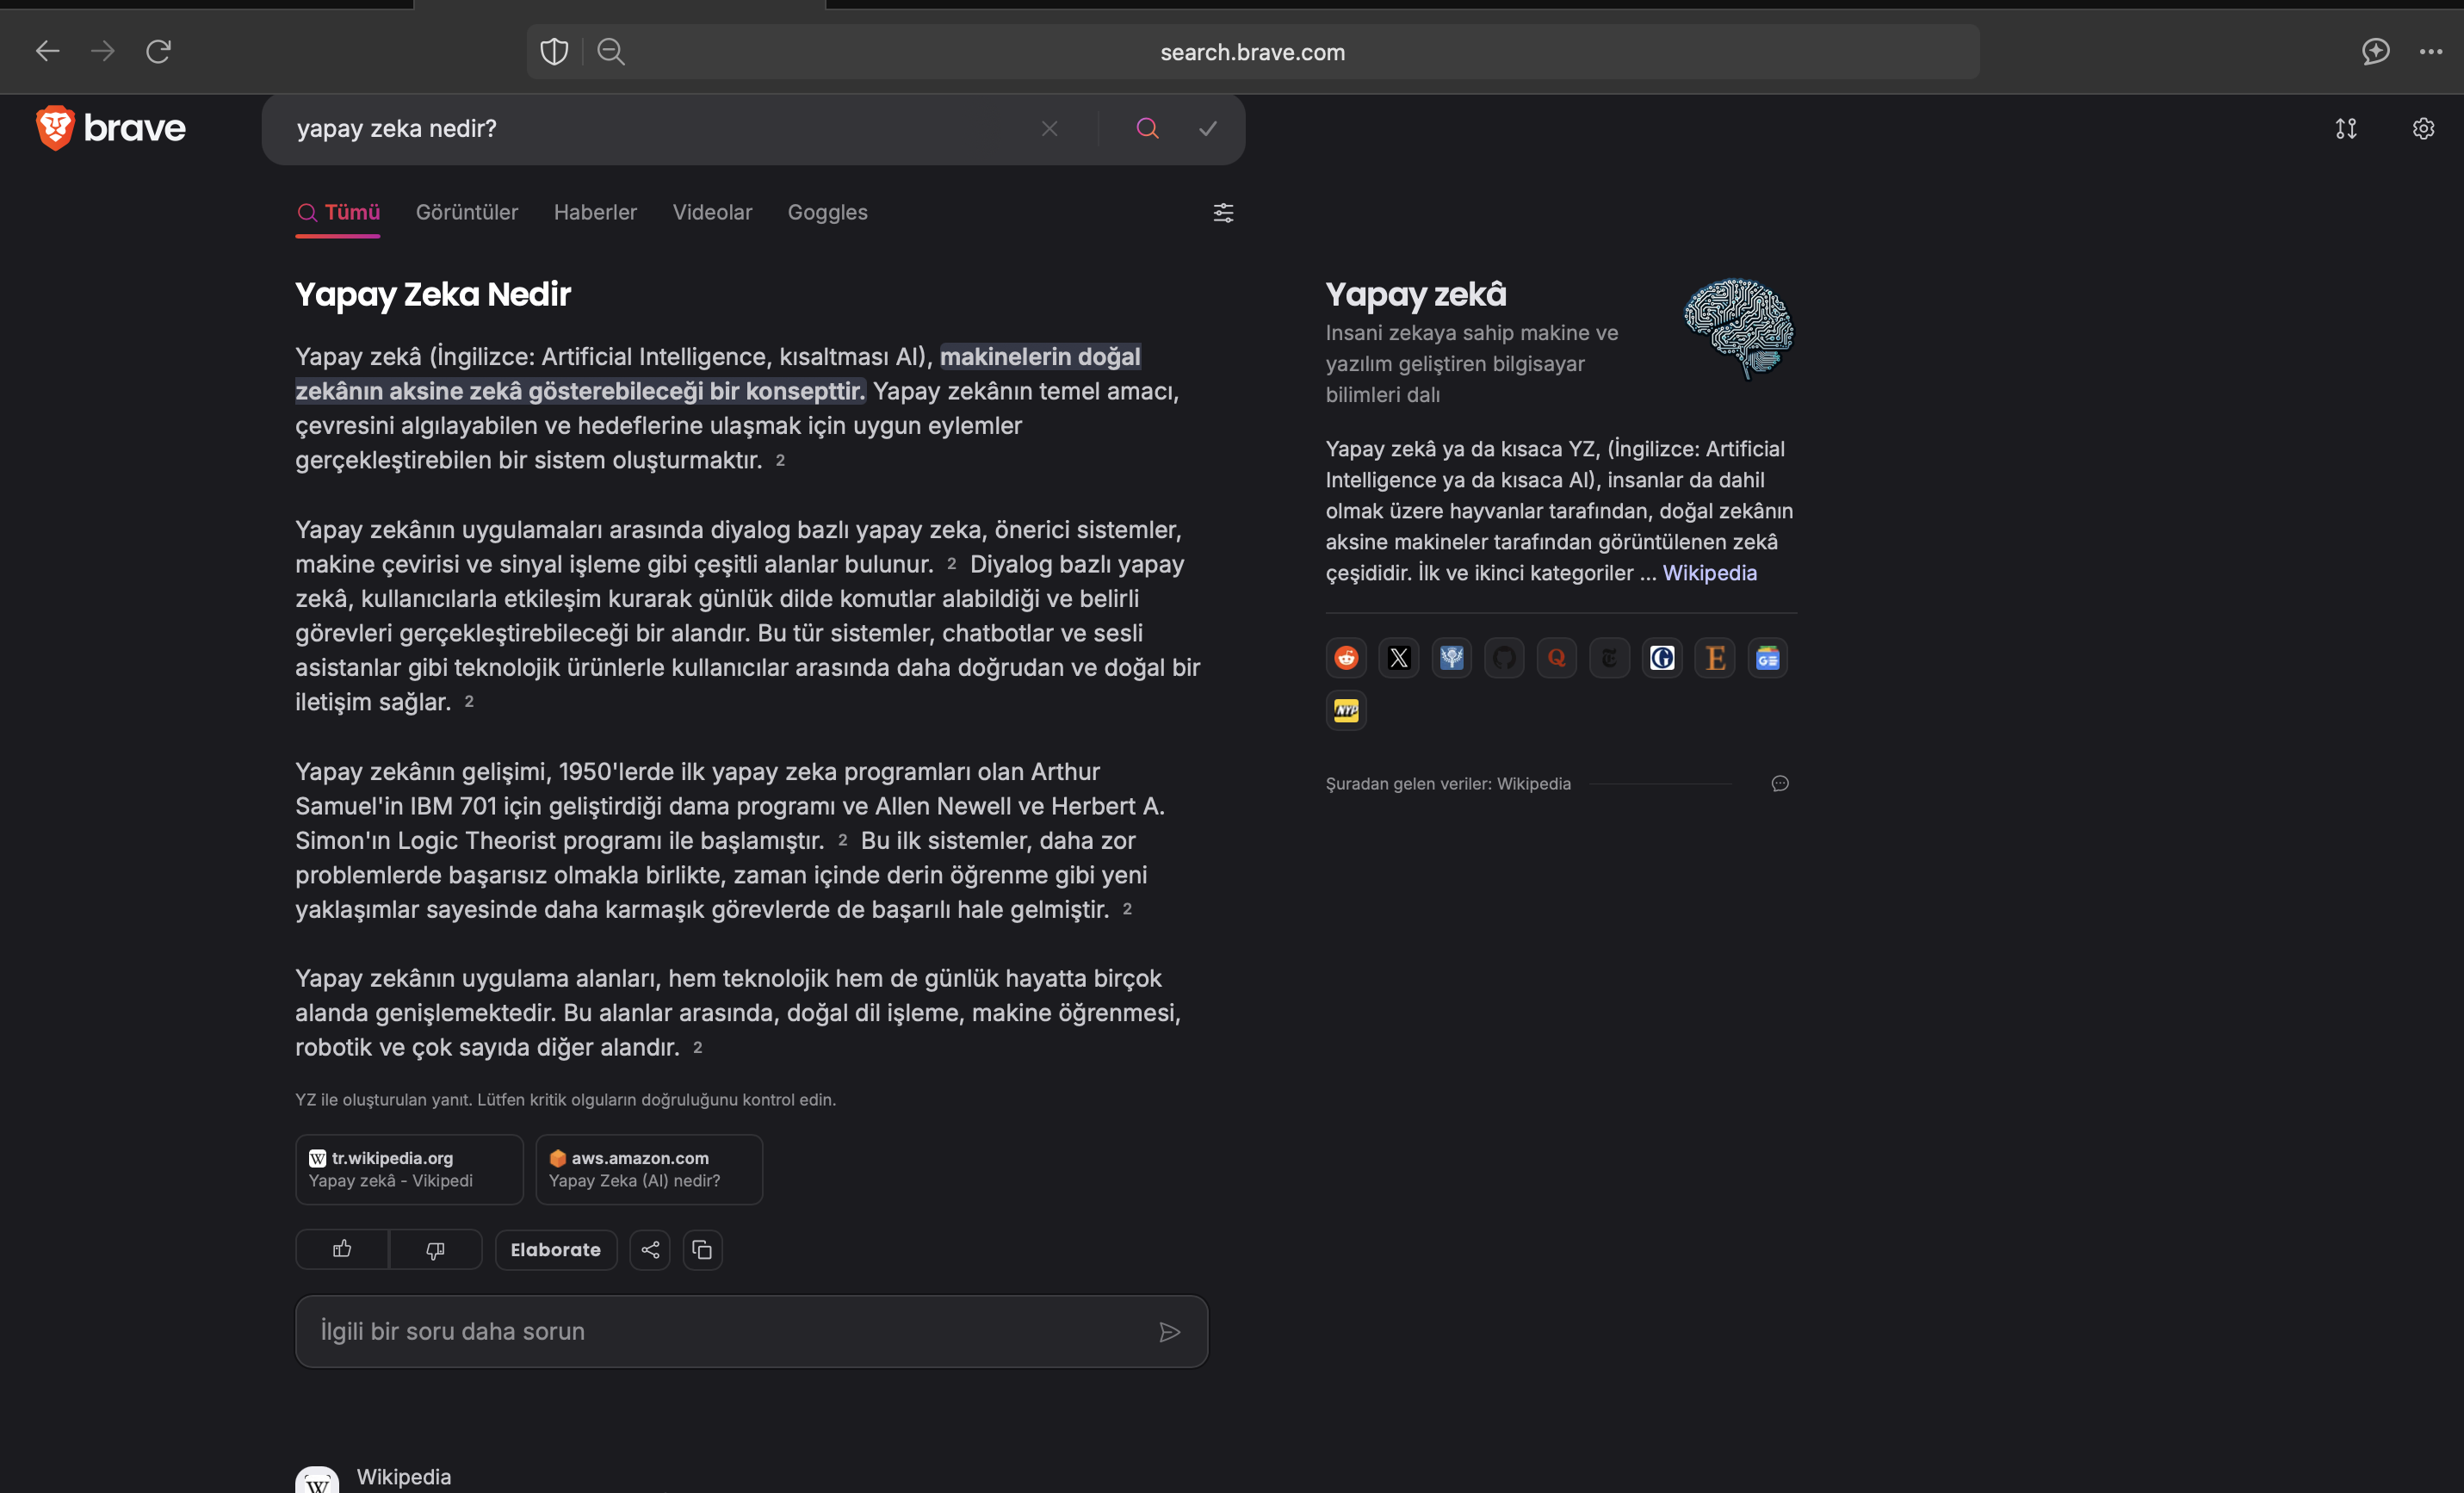 search.brave.com
brave
yapay zeka nedir?
Tümü
Görüntüler
Haberler
Videolar
Goggles
Yapay Zeka Nedir
Yapay zekâ (İngilizce: Artificial Intelligence, kısaltması AI), makinelerin doğal
zekânın aksine zekâ gösterebileceği bir konsepttir. Yapay zekânın temel amacı,
çevresini algılayabilen ve hedeflerine ulaşmak için uygun eylemler
gerçekleştirebilen bir sistem oluşturmaktır. 2
Yapay zekânın uygulamaları arasında diyalog bazlı yapay zeka, önerici sistemler,
makine çevirisi ve sinyal işleme gibi çeşitli alanlar bulunur. 2 Diyalog bazlı yapay
zekâ, kullanıcılarla etkileşim kurarak günlük dilde komutlar alabildiği ve belirli
görevleri gerçekleştirebileceği bir alandır. Bu tür sistemler, chatbotlar ve sesli
asistanlar gibi teknolojik ürünlerle kullanıcılar arasında daha doğrudan ve doğal bir
iletişim sağlar. 2
Yapay zekânın gelişimi, 1950'lerde ilk yapay zeka programları olan Arthur
Samuel'in IBM 701 için geliştirdiği dama programı ve Allen Newell ve Herbert A.
Simon'ın Logic Theorist programı ile başlamıştır. 2 Bu ilk sistemler, daha zor
problemlerde başarısız olmakla birlikte, zaman içinde derin öğrenme gibi yeni
yaklaşımlar sayesinde daha karmaşık görevlerde de başarılı hale gelmiştir. 2
Yapay zekânın uygulama alanları, hem teknolojik hem de günlük hayatta birçok
alanda genişlemektedir. Bu alanlar arasında, doğal dil işleme, makine öğrenmesi,
robotik ve çok sayıda diğer alandır. 2
YZ ile oluşturulan yanıt. Lütfen kritik olguların doğruluğunu kontrol edin.
W tr.wikipedia.org
Yapay zekâ - Vikipedi
aws.amazon.com
Yapay Zeka (AI) nedir?
Elaborate
İlgili bir soru daha sorun
W
Wikipedia
Yapay zekâ
Insani zekaya sahip makine ve
yazılım geliştiren bilgisayar
bilimleri dalı
Yapay zekâ ya da kısaca YZ, (İngilizce: Artificial
Intelligence ya da kısaca AI), insanlar da dahil
olmak üzere hayvanlar tarafından, doğal zekânın
aksine makineler tarafından görüntülenen zekâ
çeşididir. İlk ve ikinci kategoriler ... Wikipedia
X
Q
T
G
E
GE
NYP
Şuradan gelen veriler: Wikipedia